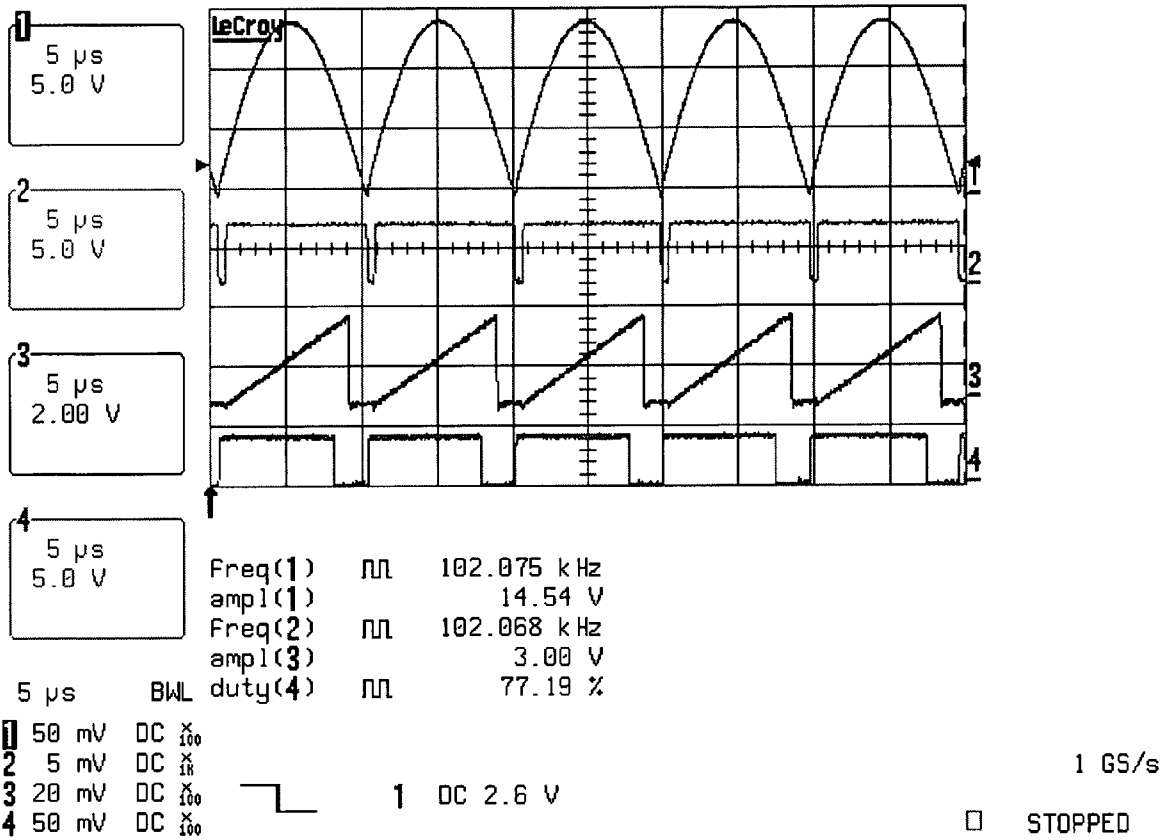 1
5 µs
5.0 V
2
5 µs
5.0 V
3
5 µs
2.00 V
4
5 µs
5.0 V
LeCroy
1
2
3
4
Freq(1) 102.075 kHz
ampl(1) 14.54 V
Freq(2) 102.068 kHz
ampl(3) 3.00 V
duty(4) 77.19 %
5 µs BWL
1 50 mV DC X100
2 5 mV DC X1K
3 20 mV DC X100
4 50 mV DC X100
1 DC 2.6 V
1 GS/s
STOPPED